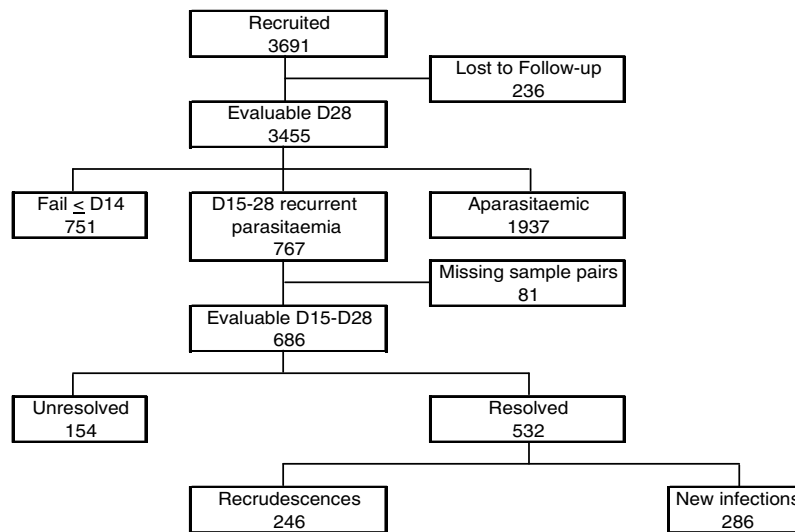 Recruited
3691
Lost to Follow-up
236
Evaluable D28
3455
Fail ≤ D14
751
D15-28 recurrent
parasitaemia
767
Aparasitaemic
1937
Missing sample pairs
81
Evaluable D15-D28
686
Unresolved
154
Resolved
532
Recrudescences
246
New infections
286